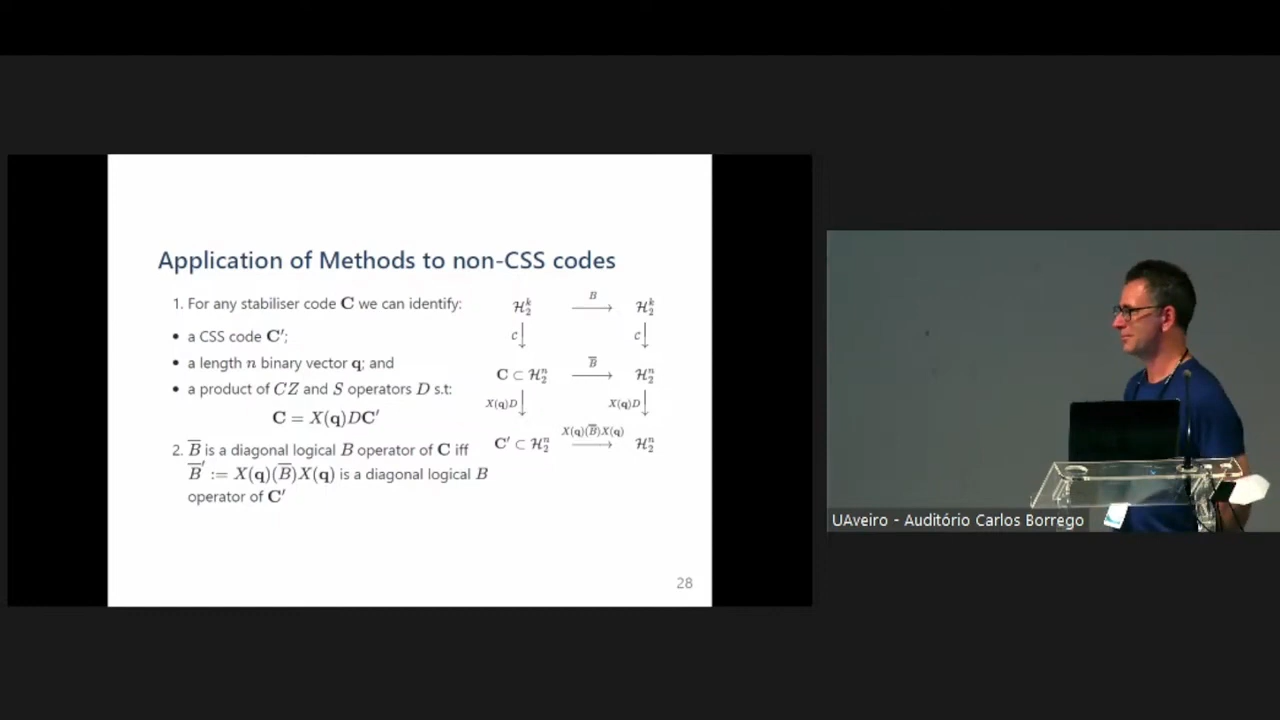 Application of Methods to non-CSS codes
1. For any stabiliser code C we can identify:
• a CSS code C′;
• a length n binary vector q; and
• a product of CZ and S operators D s.t:
C = X(q)DC′
2. B̅ is a diagonal logical B operator of C iff
B̅′ := X(q)(B̅)X(q) is a diagonal logical B
operator of C′
H₂ᵏ B H₂ᵏ
C C
C ⊂ H₂ⁿ B̅ H₂ⁿ
X(q)D X(q)D
C′ ⊂ H₂ⁿ X(q)(B̅)X(q) H₂ⁿ
28
UAveiro - Auditório Carlos Borrego